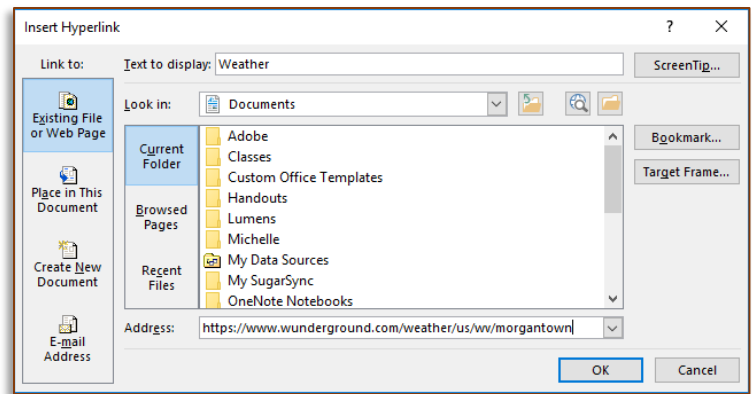 Insert Hyperlink
? ×
Link to:
Text to display: Weather
ScreenTip...
Existing File
or Web Page
Look in:
Documents
Current
Folder
Browsed
Pages
Recent
Files
Adobe
Classes
Custom Office Templates
Handouts
Lumens
Michelle
My Data Sources
My SugarSync
OneNote Notebooks
Bookmark...
Target Frame...
Place in This
Document
Create New
Document
E-mail
Address
Address: https://www.wunderground.com/weather/us/wv/morgantown
OK
Cancel